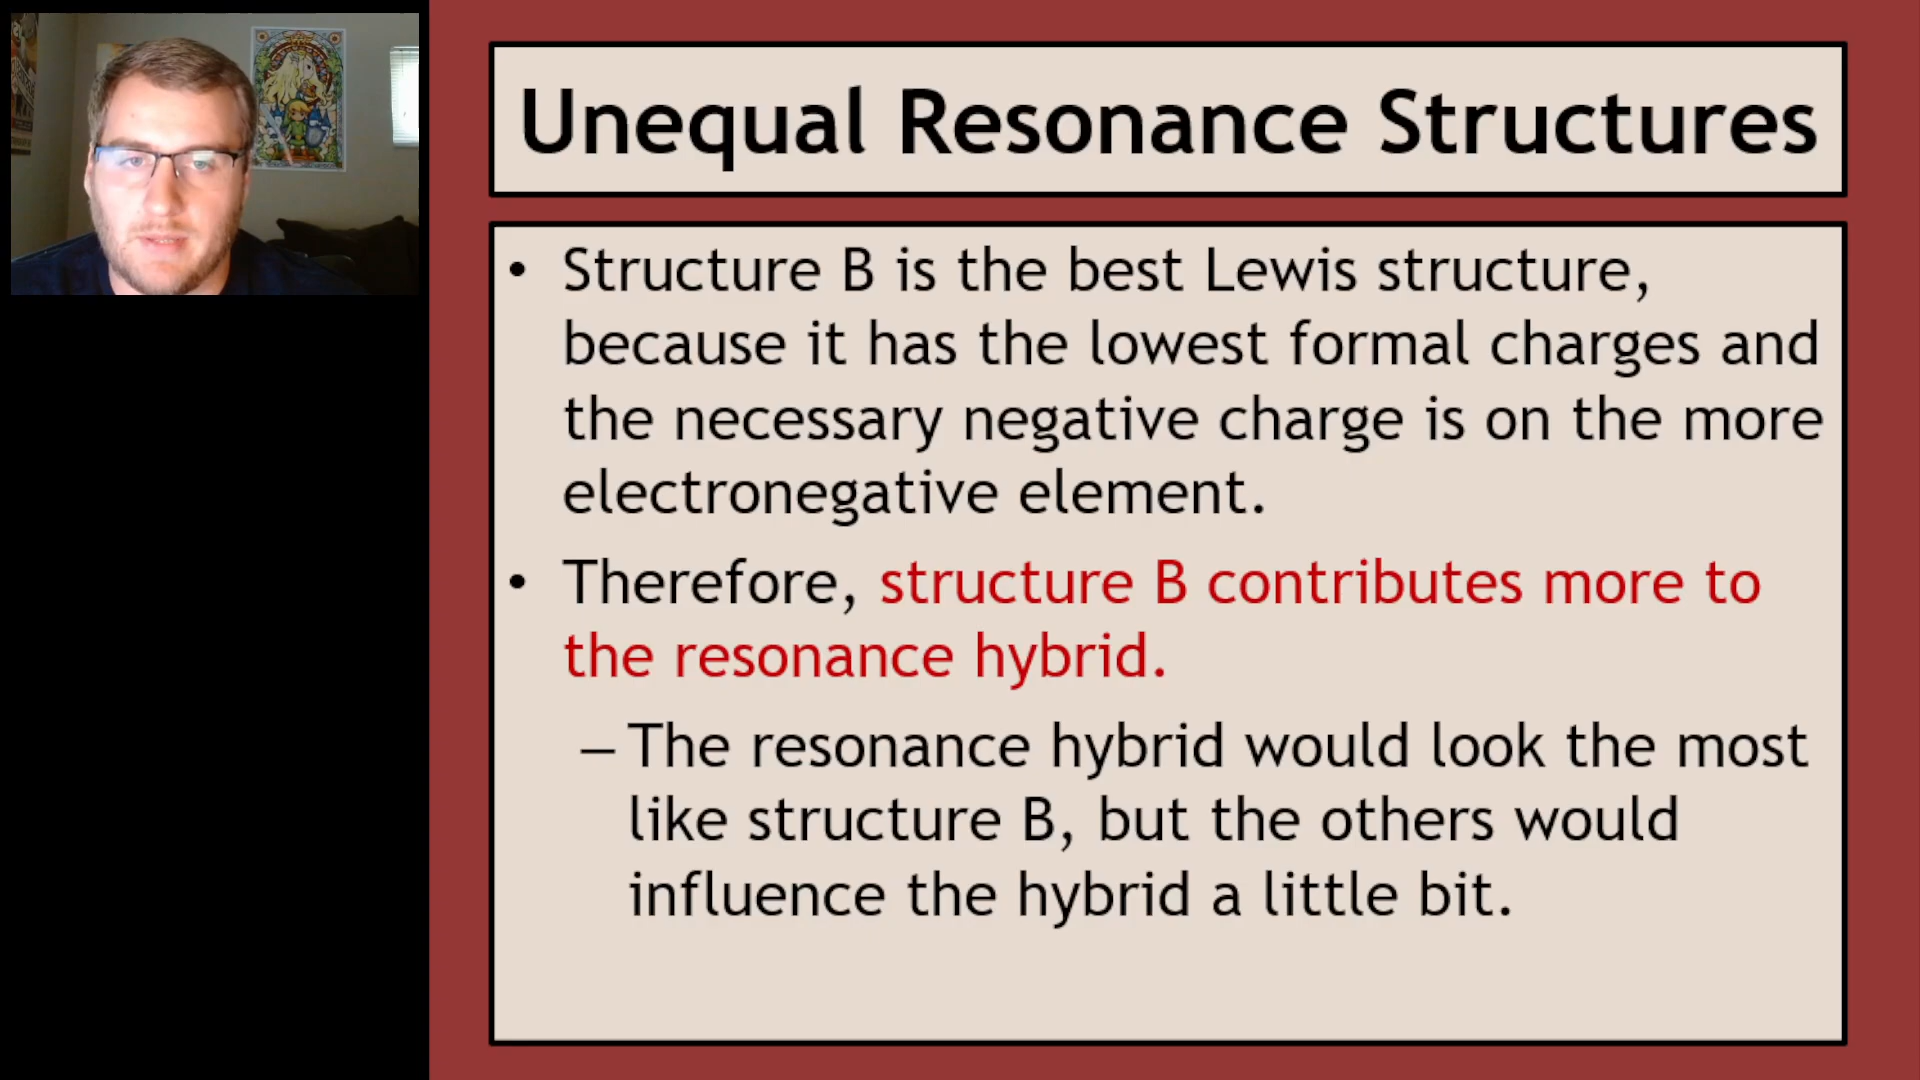 Unequal Resonance Structures
• Structure B is the best Lewis structure,
because it has the lowest formal charges and
the necessary negative charge is on the more
electronegative element.
• Therefore, structure B contributes more to
the resonance hybrid.
– The resonance hybrid would look the most
like structure B, but the others would
influence the hybrid a little bit.